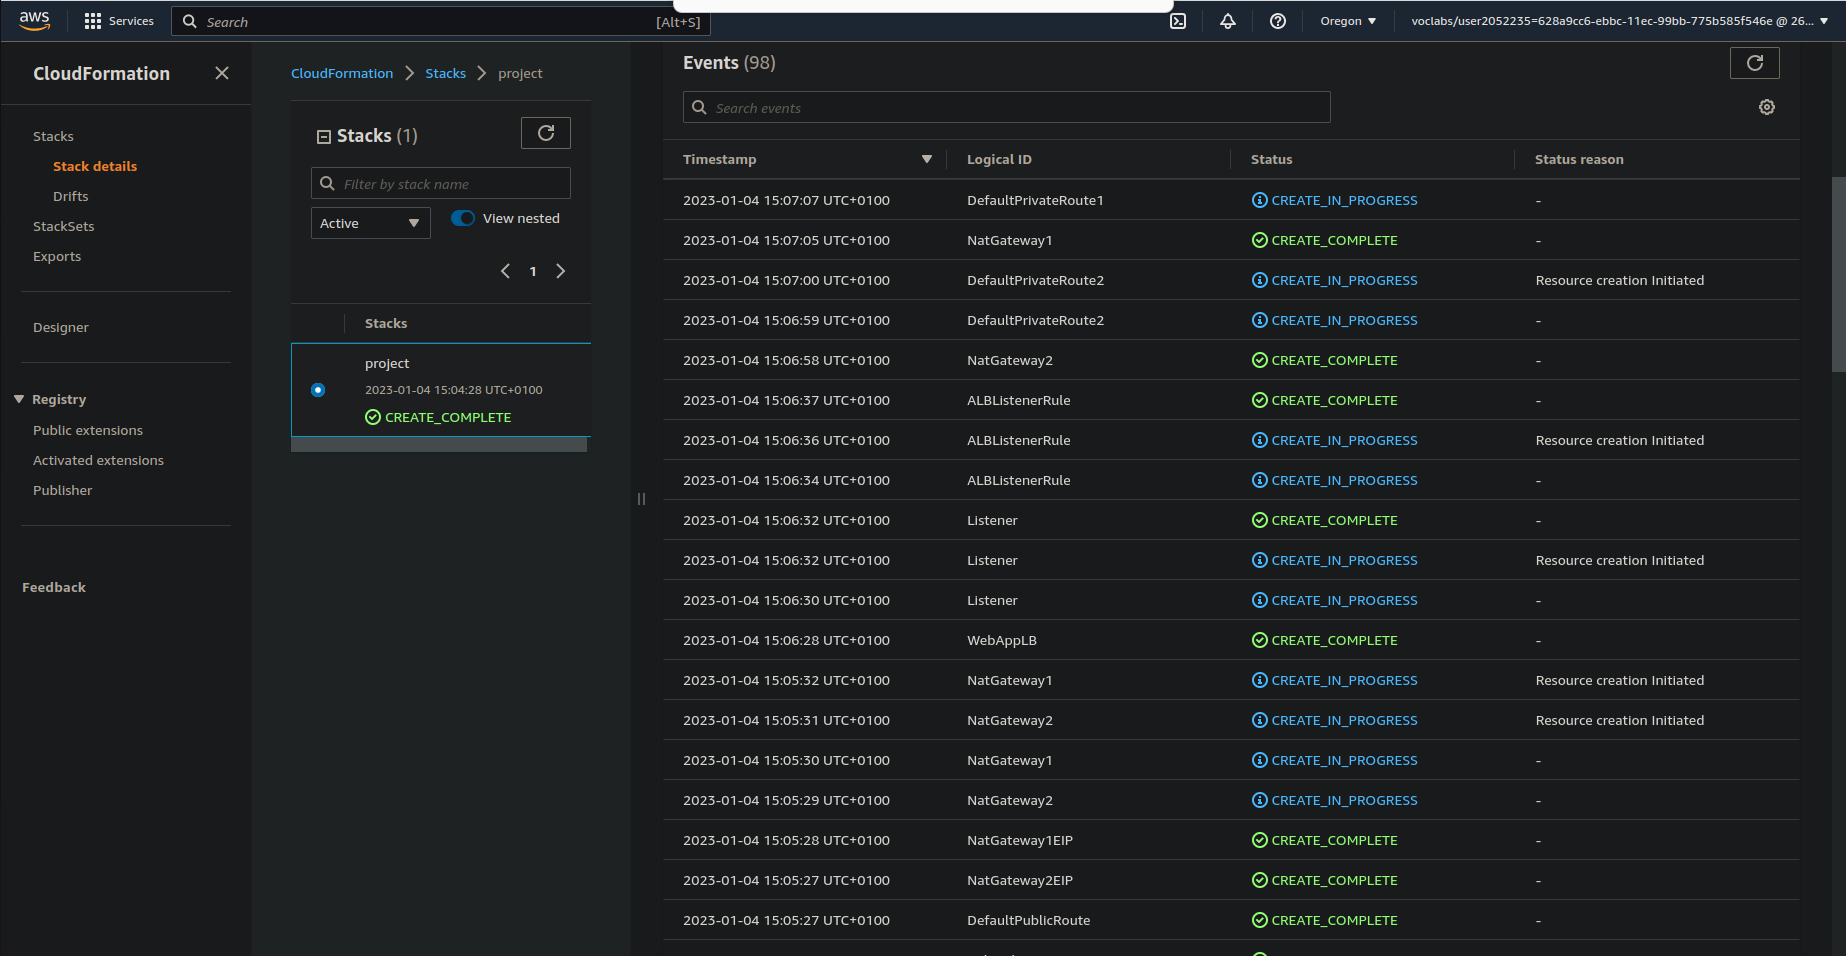 aws
Services
Search
[Alt+S]
Oregon
voclabs/user2052235=628a9cc6-ebbc-11ec-99bb-775b585f546e @ 26...
CloudFormation
Stacks
Stack details
Drifts
StackSets
Exports
Designer
Registry
Public extensions
Activated extensions
Publisher
Feedback
CloudFormation
Stacks
project
Stacks (1)
Filter by stack name
Active
View nested
1
Stacks
project
2023-01-04 15:04:28 UTC+0100
CREATE_COMPLETE
Events (98)
Search events
Timestamp Logical ID Status Status reason
2023-01-04 15:07:07 UTC+0100 DefaultPrivateRoute1 CREATE_IN_PROGRESS -
2023-01-04 15:07:05 UTC+0100 NatGateway1 CREATE_COMPLETE -
2023-01-04 15:07:00 UTC+0100 DefaultPrivateRoute2 CREATE_IN_PROGRESS Resource creation Initiated
2023-01-04 15:06:59 UTC+0100 DefaultPrivateRoute2 CREATE_IN_PROGRESS -
2023-01-04 15:06:58 UTC+0100 NatGateway2 CREATE_COMPLETE -
2023-01-04 15:06:37 UTC+0100 ALBListenerRule CREATE_COMPLETE -
2023-01-04 15:06:36 UTC+0100 ALBListenerRule CREATE_IN_PROGRESS Resource creation Initiated
2023-01-04 15:06:34 UTC+0100 ALBListenerRule CREATE_IN_PROGRESS -
2023-01-04 15:06:32 UTC+0100 Listener CREATE_COMPLETE -
2023-01-04 15:06:32 UTC+0100 Listener CREATE_IN_PROGRESS Resource creation Initiated
2023-01-04 15:06:30 UTC+0100 Listener CREATE_IN_PROGRESS -
2023-01-04 15:06:28 UTC+0100 WebAppLB CREATE_COMPLETE -
2023-01-04 15:05:32 UTC+0100 NatGateway1 CREATE_IN_PROGRESS Resource creation Initiated
2023-01-04 15:05:31 UTC+0100 NatGateway2 CREATE_IN_PROGRESS Resource creation Initiated
2023-01-04 15:05:30 UTC+0100 NatGateway1 CREATE_IN_PROGRESS -
2023-01-04 15:05:29 UTC+0100 NatGateway2 CREATE_IN_PROGRESS -
2023-01-04 15:05:28 UTC+0100 NatGateway1EIP CREATE_COMPLETE -
2023-01-04 15:05:27 UTC+0100 NatGateway2EIP CREATE_COMPLETE -
2023-01-04 15:05:27 UTC+0100 DefaultPublicRoute CREATE_COMPLETE -